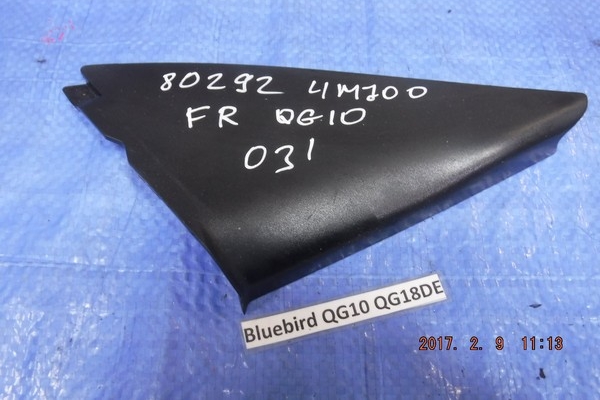 80292 4M700
FR QG10
031
Bluebird QG10 QG18DE
2017. 2. 9 11:13